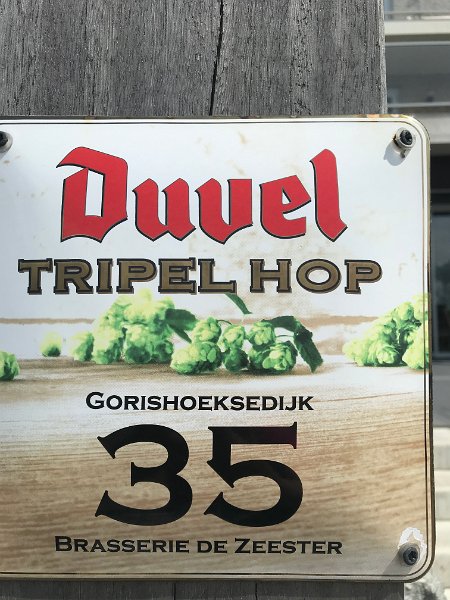 Duvel
TRIPEL HOP
GORISHOEKSEDIJK
35
BRASSERIE DE ZEESTER